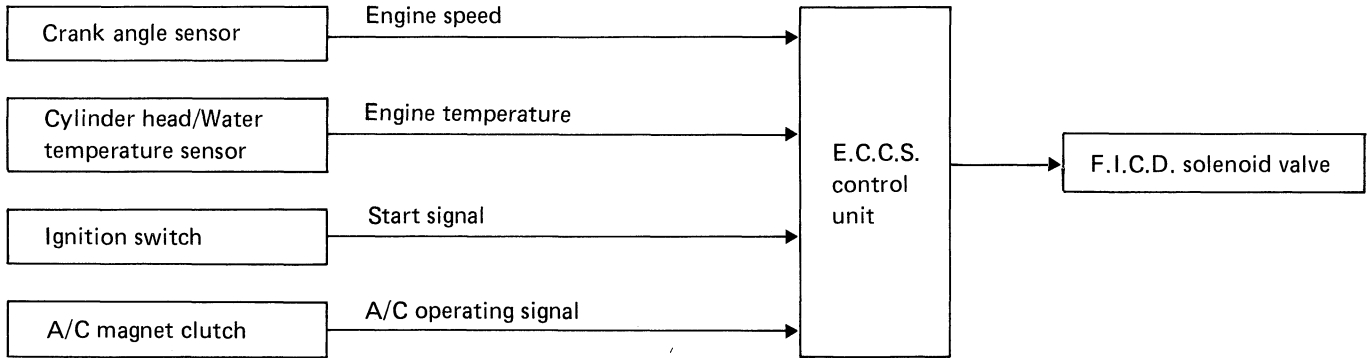 Crank angle sensor
Engine speed
Cylinder head/Water
temperature sensor
Engine temperature
Ignition switch
Start signal
A/C magnet clutch
A/C operating signal
E.C.C.S.
control
unit
F.I.C.D. solenoid valve